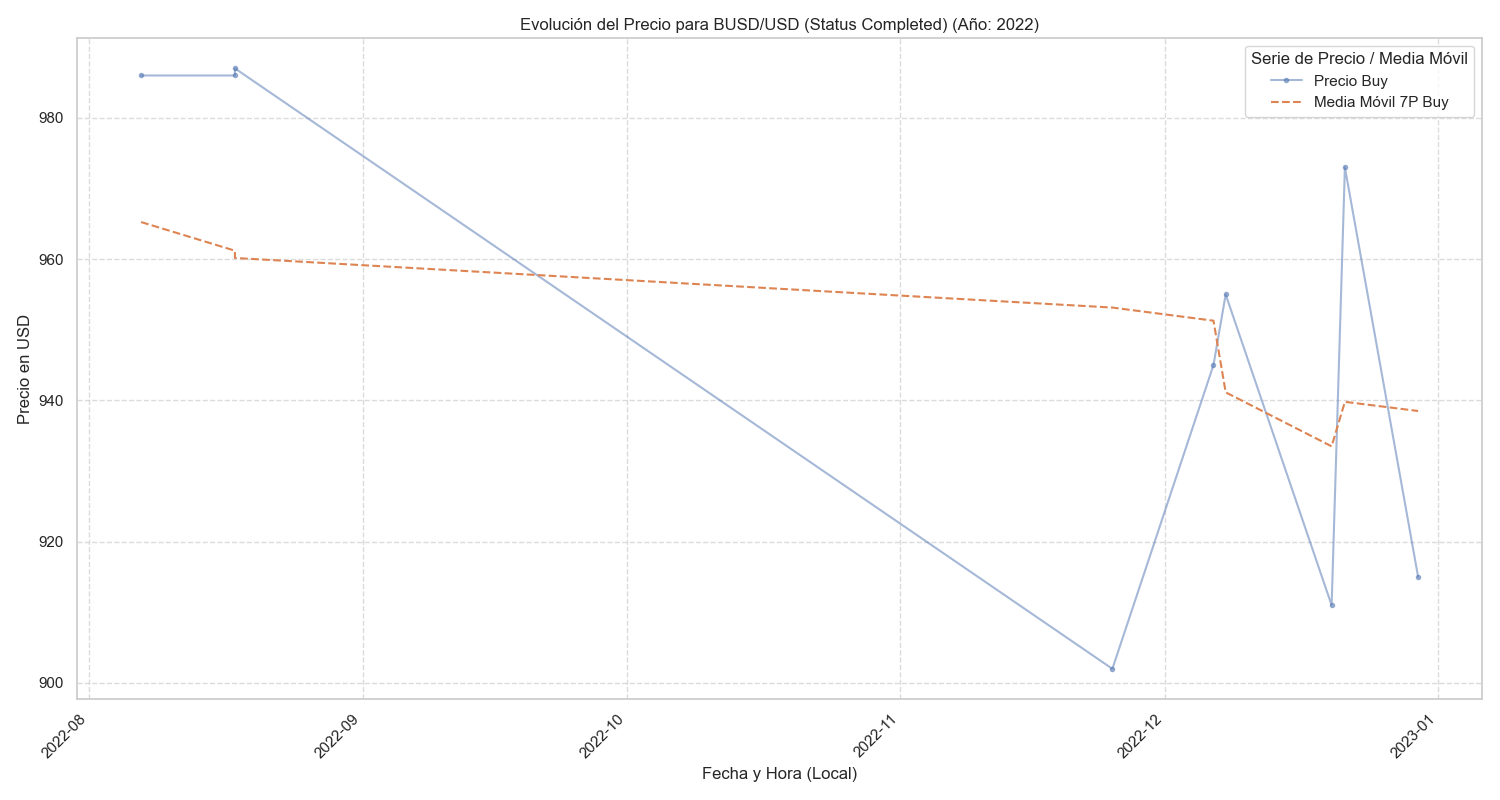 Evolución del Precio para BUSD/USD (Status Completed) (Año: 2022)
Serie de Precio / Media Móvil
Precio Buy
Media Móvil 7P Buy
Precio en USD
980
960
940
920
900
2022-08
2022-09
2022-10
2022-11
2022-12
2023-01
Fecha y Hora (Local)